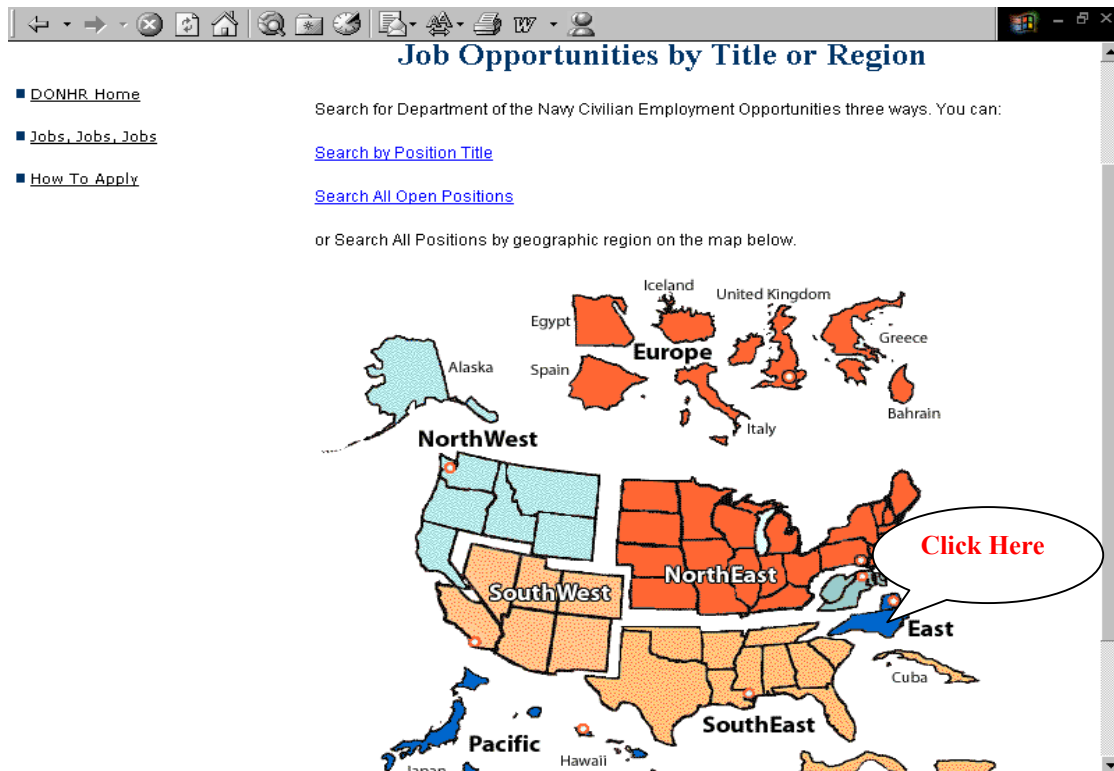 Job Opportunities by Title or Region
DONHR Home
Jobs, Jobs, Jobs
How To Apply
Search for Department of the Navy Civilian Employment Opportunities three ways. You can:
Search by Position Title
Search All Open Positions
or Search All Positions by geographic region on the map below.
Iceland
United Kingdom
Egypt
Greece
Europe
Alaska
Spain
Bahrain
Italy
NorthWest
Click Here
NorthEast
SouthWest
East
Cuba
SouthEast
Pacific
Hawaii
Japan